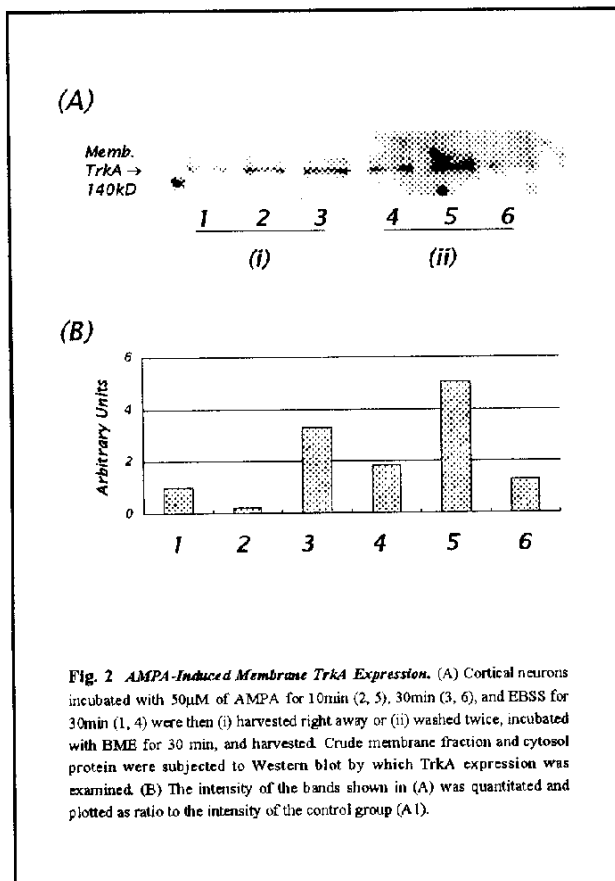 (A)
Memb.
TrkA →
140kD
1 2 3 4 5 6
(i) (ii)
(B)
6
4
2
0
Arbitrary Units
1 2 3 4 5 6
Fig. 2 AMPA-Induced Membrane TrkA Expression. (A) Cortical neurons
incubated with 50µM of AMPA for 10min (2, 5), 30min (3, 6), and EBSS for
30min (1, 4) were then (i) harvested right away or (ii) washed twice, incubated
with BME for 30 min, and harvested. Crude membrane fraction and cytosol
protein were subjected to Western blot by which TrkA expression was
examined. (B) The intensity of the bands shown in (A) was quantitated and
plotted as ratio to the intensity of the control group (A1).